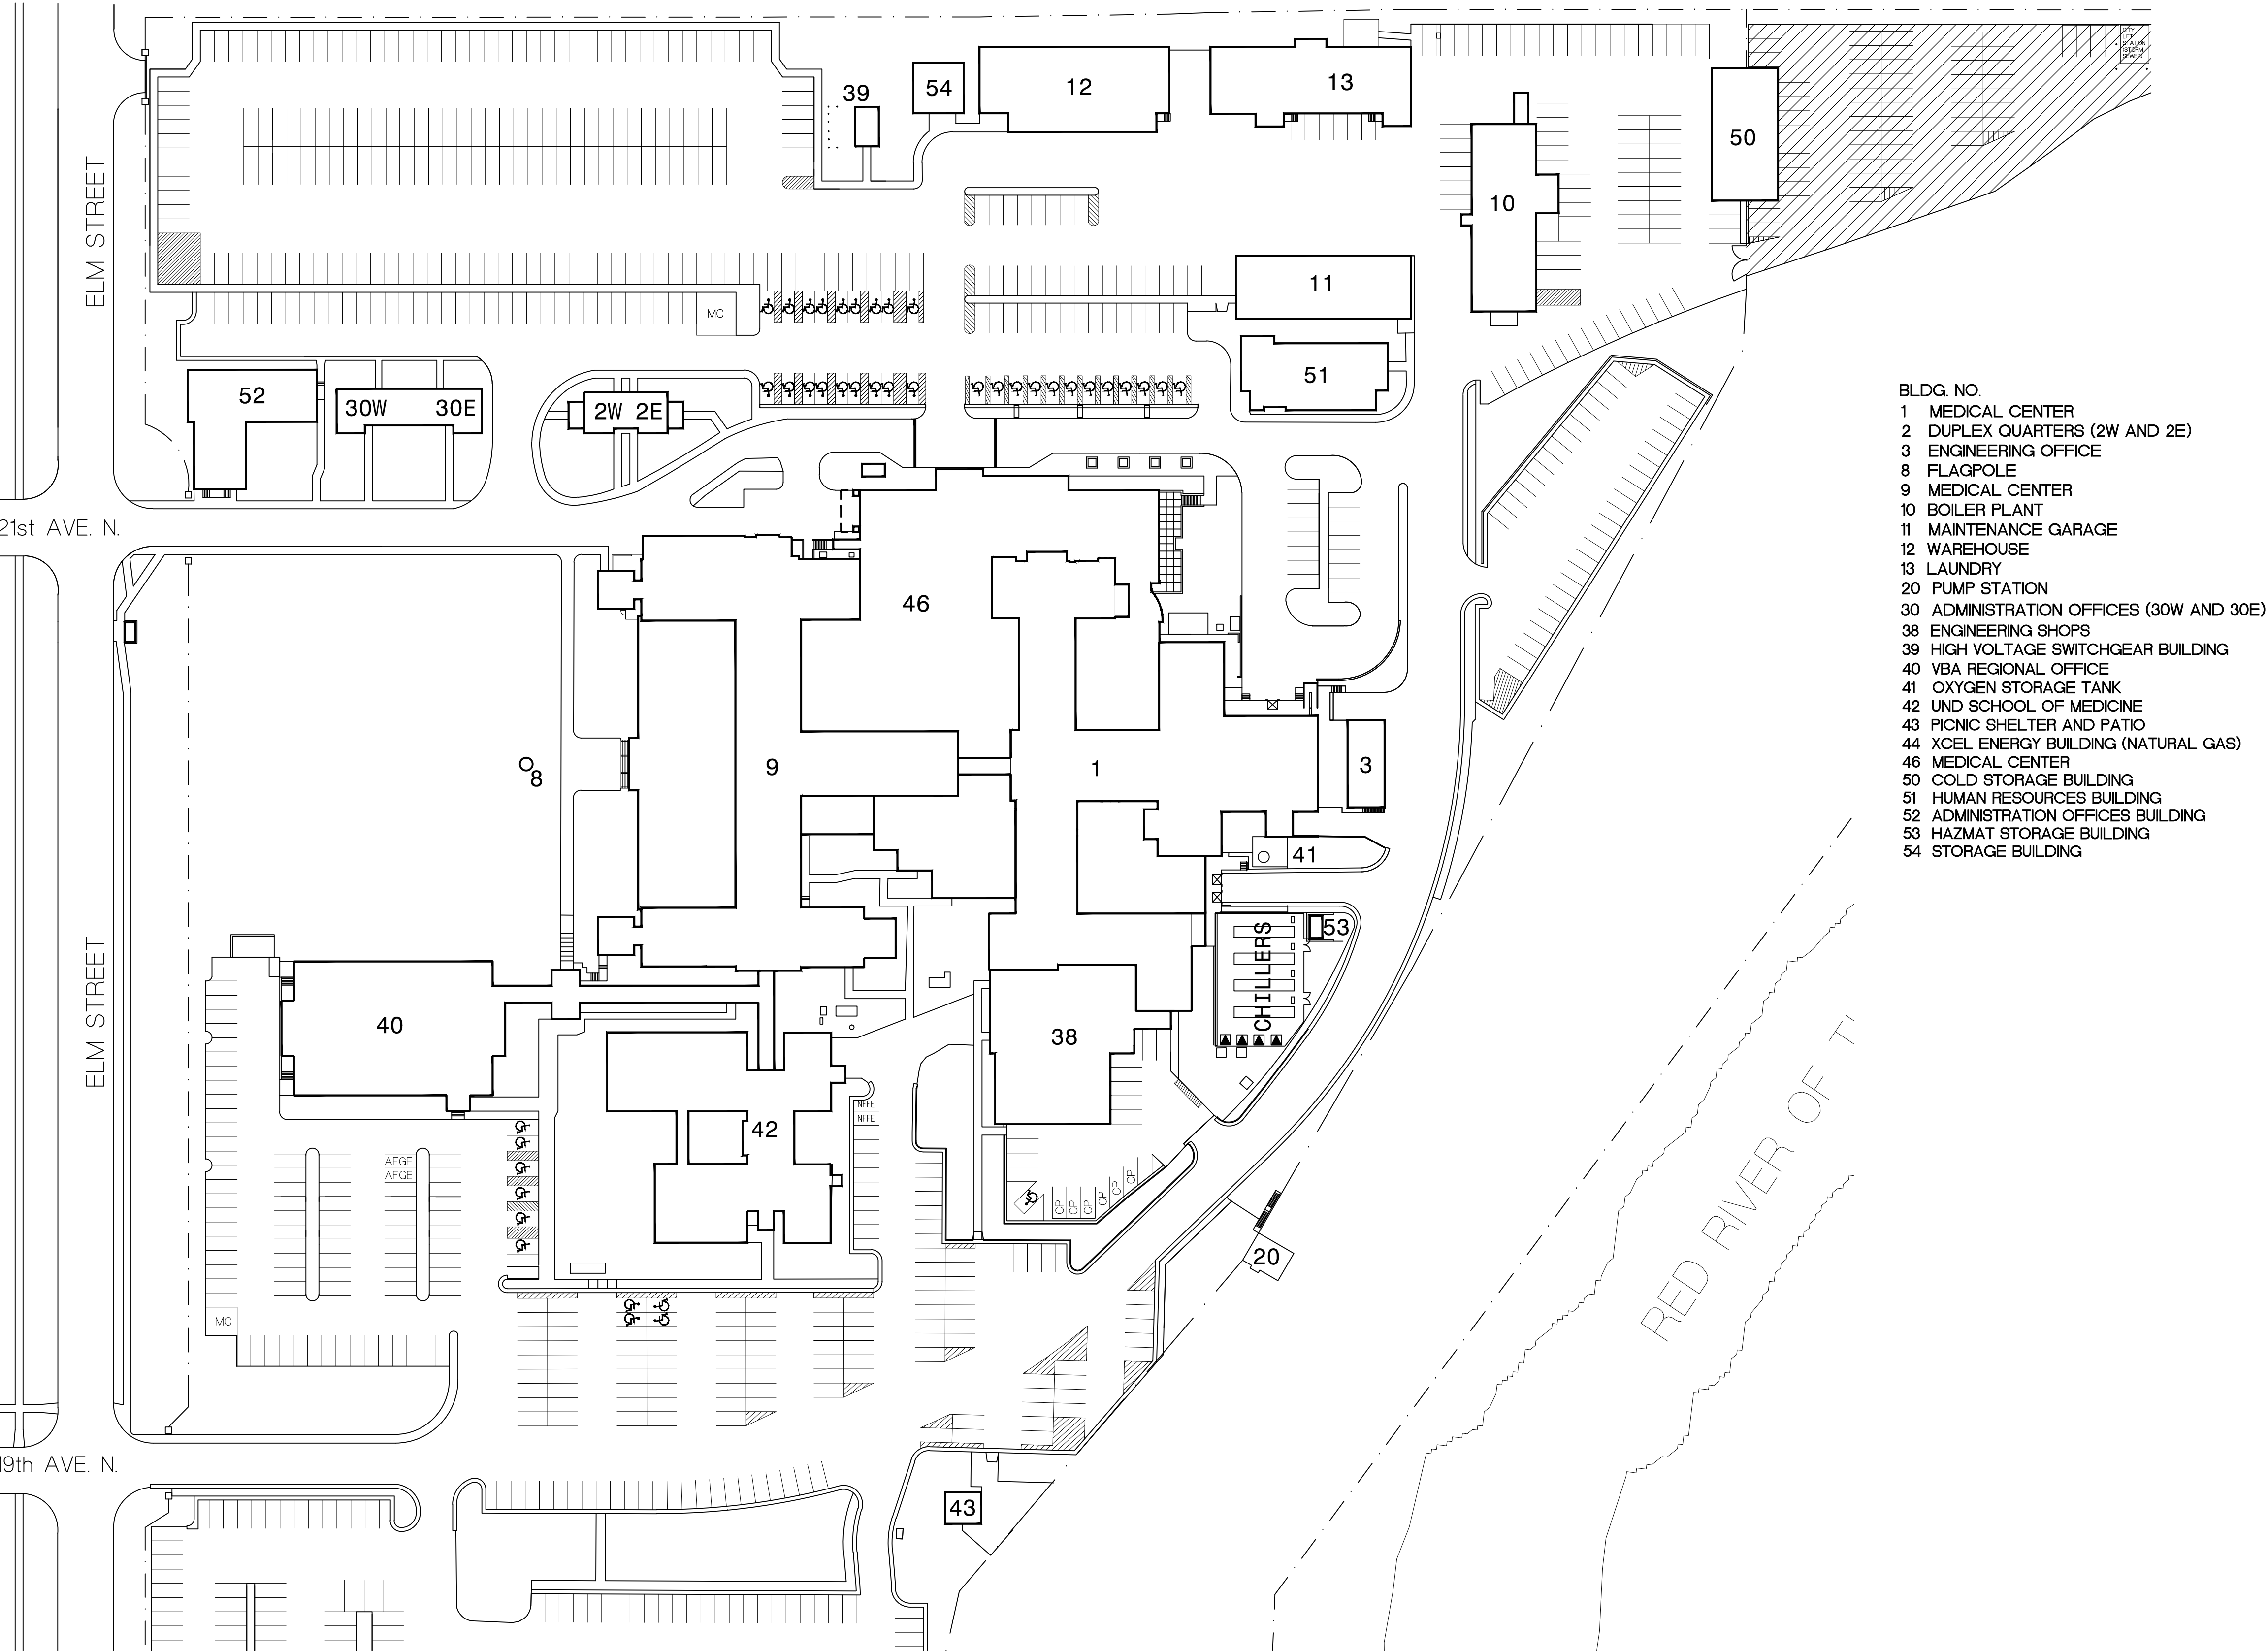 CITY
LIFT
STATION
(STORM
SEWER)
39
54
12
13
50
10
ELM STREET
11
MC
51
52
30W 30E
2W 2E
21st AVE. N.
46
8
9
1
3
41
53
CHILLERS
ELM STREET
40
38
42
NFFE
NFFE
AFGE
AFGE
CP
CP
CP
CP
CP
CP
20
MC
RED RIVER OF T
19th AVE. N.
43
BLDG. NO.
1 MEDICAL CENTER
2 DUPLEX QUARTERS (2W AND 2E)
3 ENGINEERING OFFICE
8 FLAGPOLE
9 MEDICAL CENTER
10 BOILER PLANT
11 MAINTENANCE GARAGE
12 WAREHOUSE
13 LAUNDRY
20 PUMP STATION
30 ADMINISTRATION OFFICES (30W AND 30E)
38 ENGINEERING SHOPS
39 HIGH VOLTAGE SWITCHGEAR BUILDING
40 VBA REGIONAL OFFICE
41 OXYGEN STORAGE TANK
42 UND SCHOOL OF MEDICINE
43 PICNIC SHELTER AND PATIO
44 XCEL ENERGY BUILDING (NATURAL GAS)
46 MEDICAL CENTER
50 COLD STORAGE BUILDING
51 HUMAN RESOURCES BUILDING
52 ADMINISTRATION OFFICES BUILDING
53 HAZMAT STORAGE BUILDING
54 STORAGE BUILDING